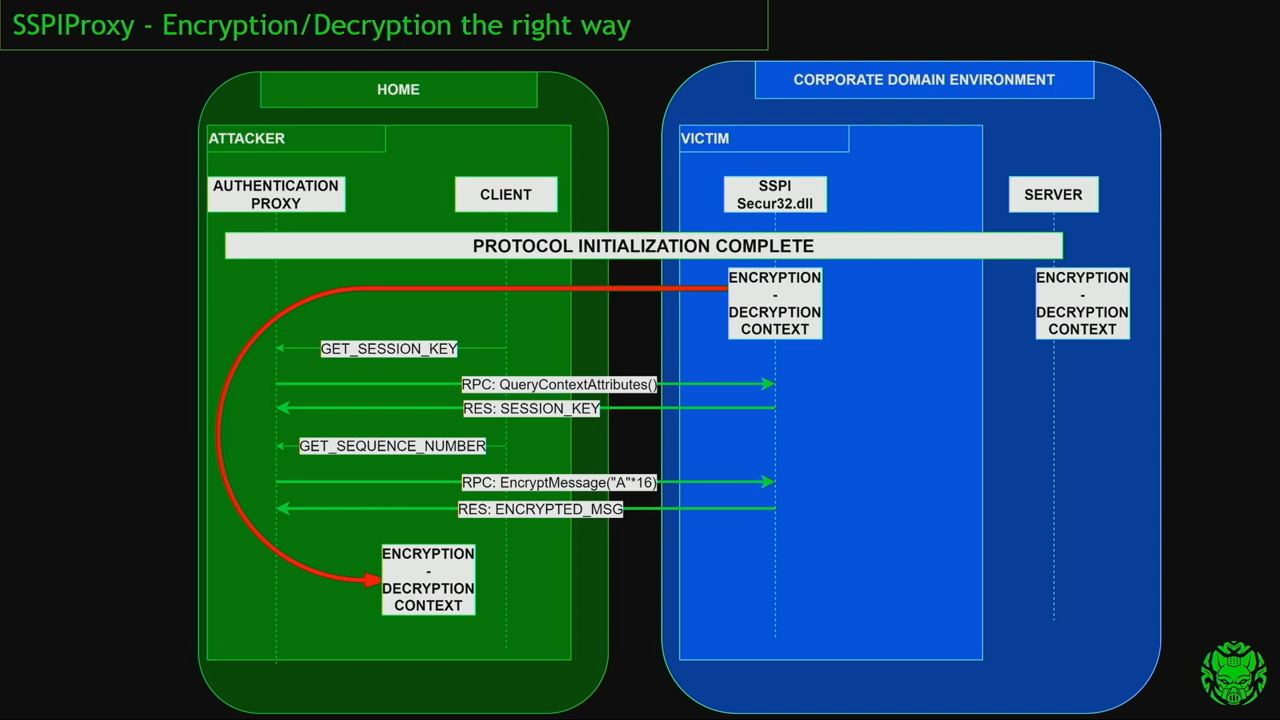 SSPIProxy - Encryption/Decryption the right way
HOME
CORPORATE DOMAIN ENVIRONMENT
ATTACKER
VICTIM
AUTHENTICATION
PROXY
CLIENT
SSPI
Secur32.dll
SERVER
PROTOCOL INITIALIZATION COMPLETE
ENCRYPTION
-
DECRYPTION
CONTEXT
ENCRYPTION
-
DECRYPTION
CONTEXT
GET_SESSION_KEY
RPC: QueryContextAttributes()
RES: SESSION_KEY
GET_SEQUENCE_NUMBER
RPC: EncryptMessage("A"*16)
RES: ENCRYPTED_MSG
ENCRYPTION
-
DECRYPTION
CONTEXT